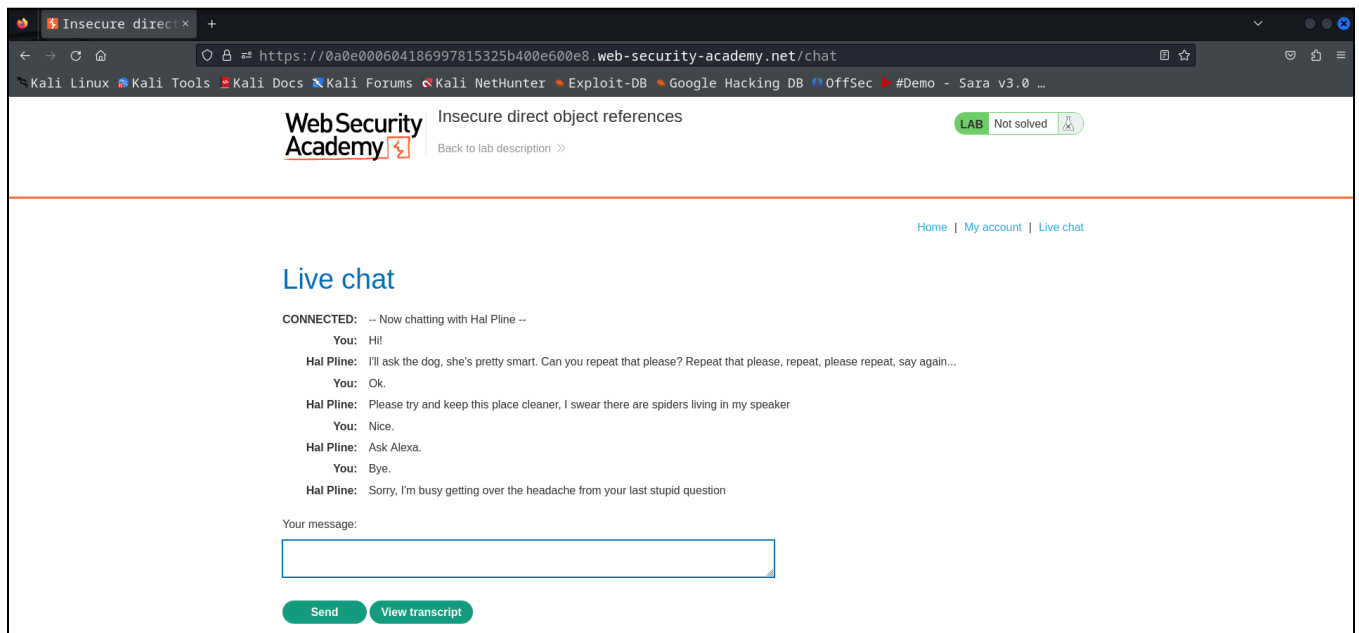 Insecure direct × +
https://0a0e000604186997815325b400e600e8.web-security-academy.net/chat
Kali Linux Kali Tools Kali Docs Kali Forums Kali NetHunter Exploit-DB Google Hacking DB OffSec #Demo - Sara v3.0 …
WebSecurity
Academy
Insecure direct object references
Back to lab description
LAB Not solved
Home | My account | Live chat
Live chat
CONNECTED: -- Now chatting with Hal Pline --
You: Hi!
Hal Pline: I'll ask the dog, she's pretty smart. Can you repeat that please? Repeat that please, repeat, please repeat, say again...
You: Ok.
Hal Pline: Please try and keep this place cleaner, I swear there are spiders living in my speaker
You: Nice.
Hal Pline: Ask Alexa.
You: Bye.
Hal Pline: Sorry, I'm busy getting over the headache from your last stupid question
Your message:
Send View transcript